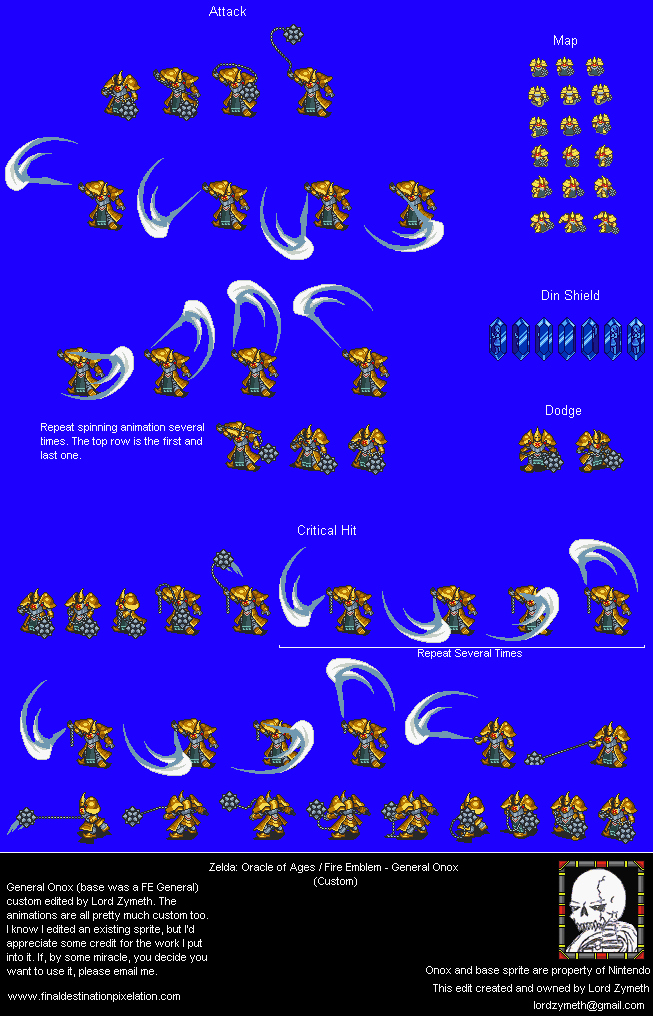 Attack
Map
Din Shield
Dodge
Repeat spinning animation several
times. The top row is the first and
last one.
Critical Hit
Repeat Several Times
Zelda: Oracle of Ages / Fire Emblem - General Onox
(Custom)
General Onox (base was a FE General)
custom edited by Lord Zymeth. The
animations are all pretty much custom too.
I know I edited an existing sprite, but I'd
appreciate some credit for the work I put
into it. If, by some miracle, you decide you
want to use it, please email me.
www.finaldestinationpixelation.com
Onox and base sprite are property of Nintendo
This edit created and owned by Lord Zymeth
lordzymeth@gmail.com